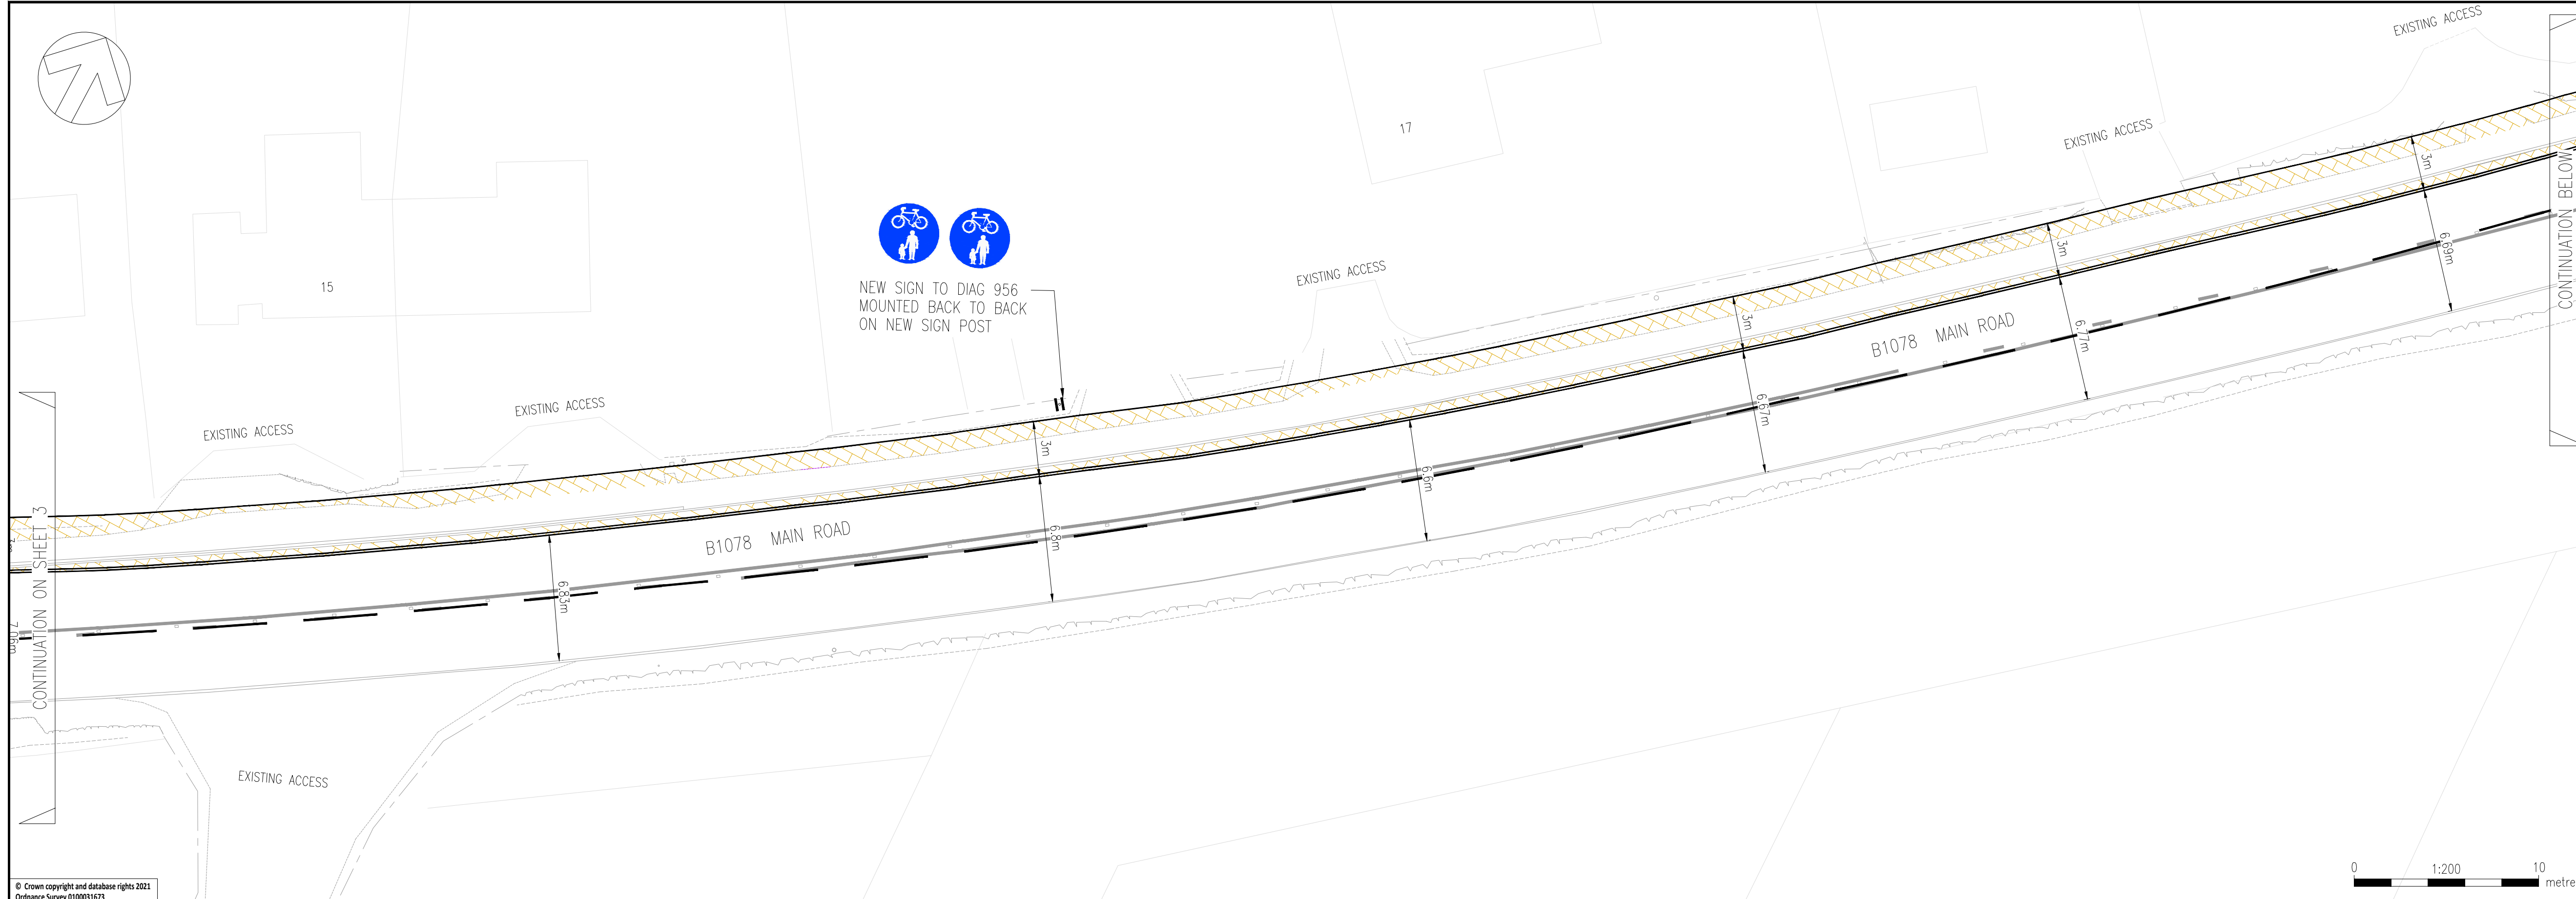 EXISTING ACCESS
17
EXISTING ACCESS
3m
CONTINUATION BELOW
15
NEW SIGN TO DIAG 956
MOUNTED BACK TO BACK
ON NEW SIGN POST
EXISTING ACCESS
3m
6.69m
3m
B1078 MAIN ROAD
6.77m
EXISTING ACCESS
EXISTING ACCESS
3m
6.67m
6.6m
B1078 MAIN ROAD
6.8m
6.83m
CONTINUATION ON SHEET 3
7.06m
EXISTING ACCESS
0 1:200 10
metre
© Crown copyright and database rights 2021
Ordnance Survey 0100031673